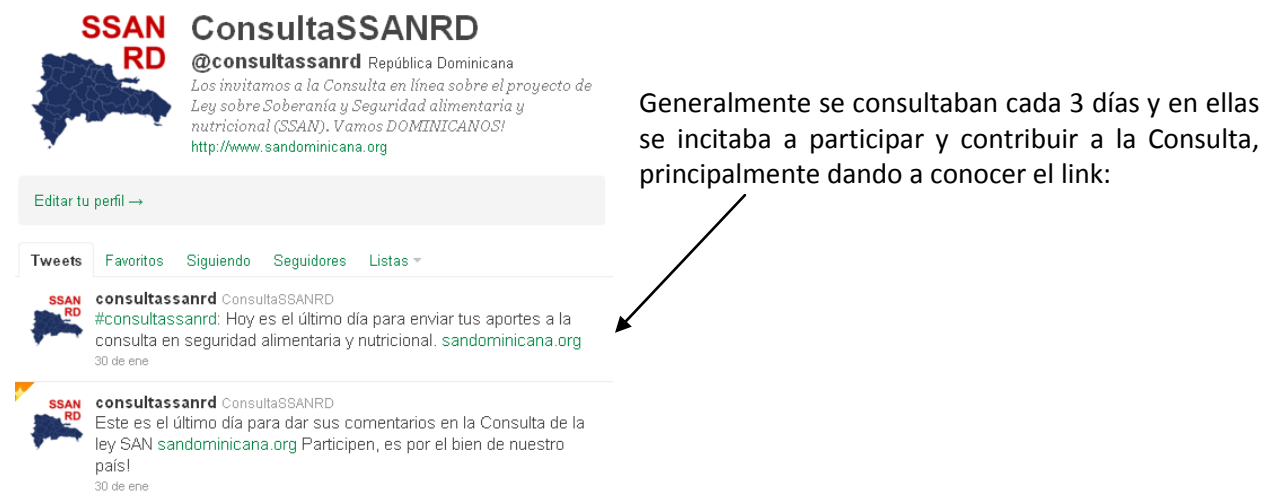 SSAN
RD
ConsultaSSANRD
@consultassanrd República Dominicana
Los invitamos a la Consulta en línea sobre el proyecto de
Ley sobre Soberanía y Seguridad alimentaria y
nutricional (SSAN). Vamos DOMINICANOS!
http://www.sandominicana.org
Editar tu perfil →
Tweets Favoritos Siguiendo Seguidores Listas
SSAN
RD
consultassanrd ConsultaSSANRD
#consultassanrd: Hoy es el último día para enviar tus aportes a la
consulta en seguridad alimentaria y nutricional. sandominicana.org
30 de ene
SSAN
RD
consultassanrd ConsultaSSANRD
Este es el último día para dar sus comentarios en la Consulta de la
ley SAN sandominicana.org Participen, es por el bien de nuestro
país!
30 de ene
Generalmente se consultaban cada 3 días y en ellas
se incitaba a participar y contribuir a la Consulta,
principalmente dando a conocer el link: